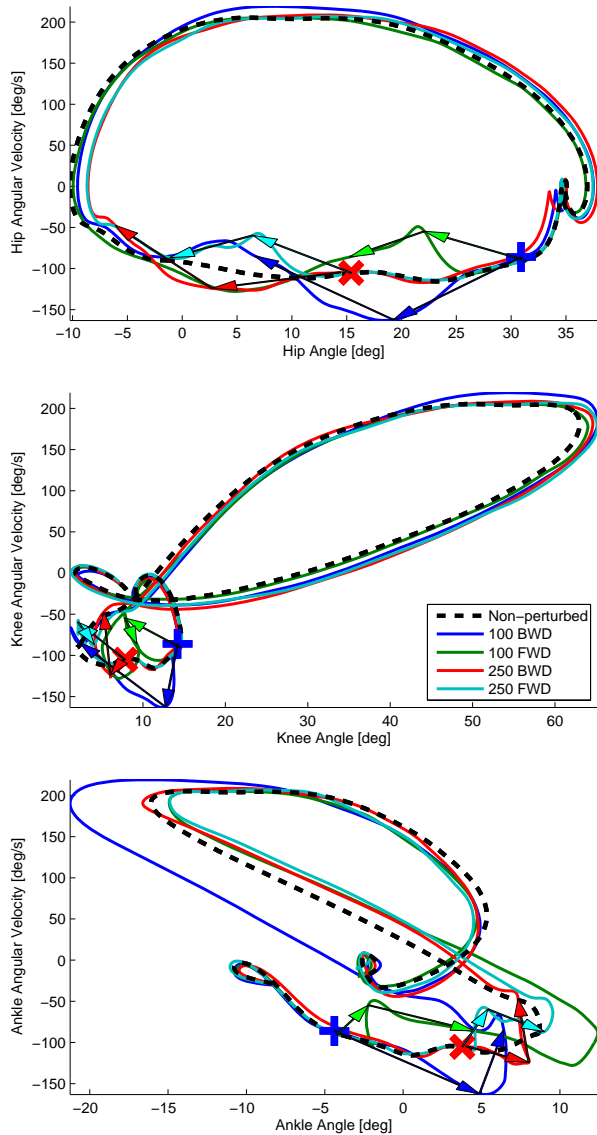 200
150
100
50
0
−50
−100
−150
Hip Angular Velocity [deg/s]
−10 −5 0 5 10 15 20 25 30 35
Hip Angle [deg]
200
150
100
50
0
−50
−100
−150
Knee Angular Velocity [deg/s]
Non−perturbed
100 BWD
100 FWD
250 BWD
250 FWD
10 20 30 40 50 60
Knee Angle [deg]
200
150
100
50
0
−50
−100
−150
Ankle Angular Velocity [deg/s]
−20 −15 −10 −5 0 5 10
Ankle Angle [deg]